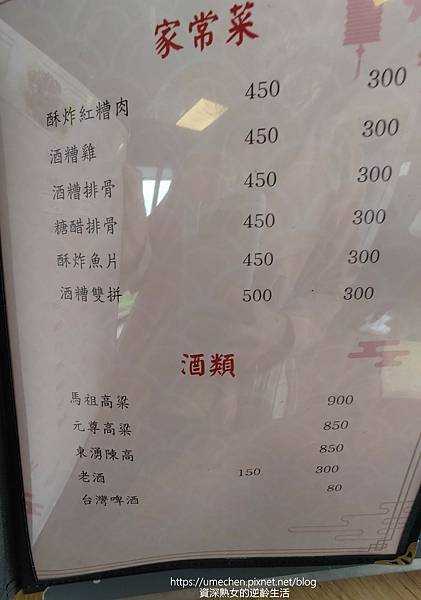 家常菜
酥炸紅糟肉 450 300
酒糟雞 450 300
酒糟排骨 450 300
糖醋排骨 450 300
酥炸魚片 450 300
酒糟雙拼 500 300
酒類
馬祖高粱 900
元尊高粱 850
東湧陳高 850
老酒 150 300
台灣啤酒 80
https://umechen.pixnet.net/blog
資深熟女的逆齡生活